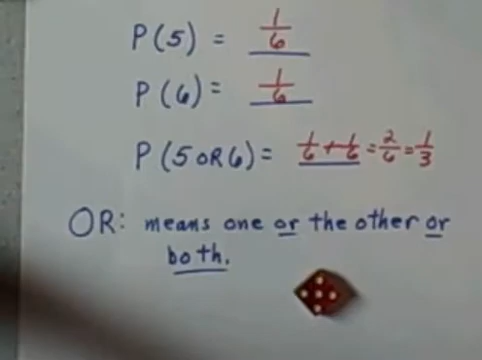 P(5) = 1/6
P(6) = 1/6
P(5 OR 6) = 1/6 + 1/6 = 2/6 = 1/3
OR: means one or the other or
both.